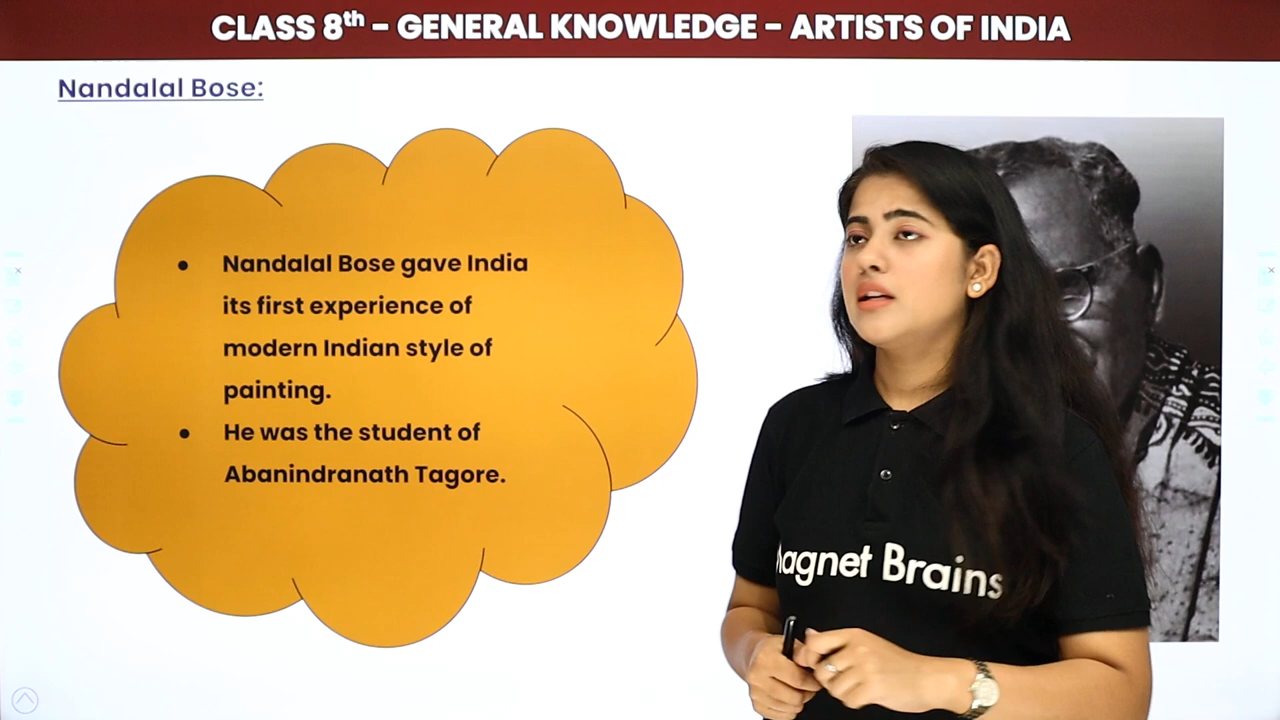 CLASS 8th - GENERAL KNOWLEDGE - ARTISTS OF INDIA
Nandalal Bose:
• Nandalal Bose gave India
its first experience of
modern Indian style of
painting.
• He was the student of
Abanindranath Tagore.
agnet Brains